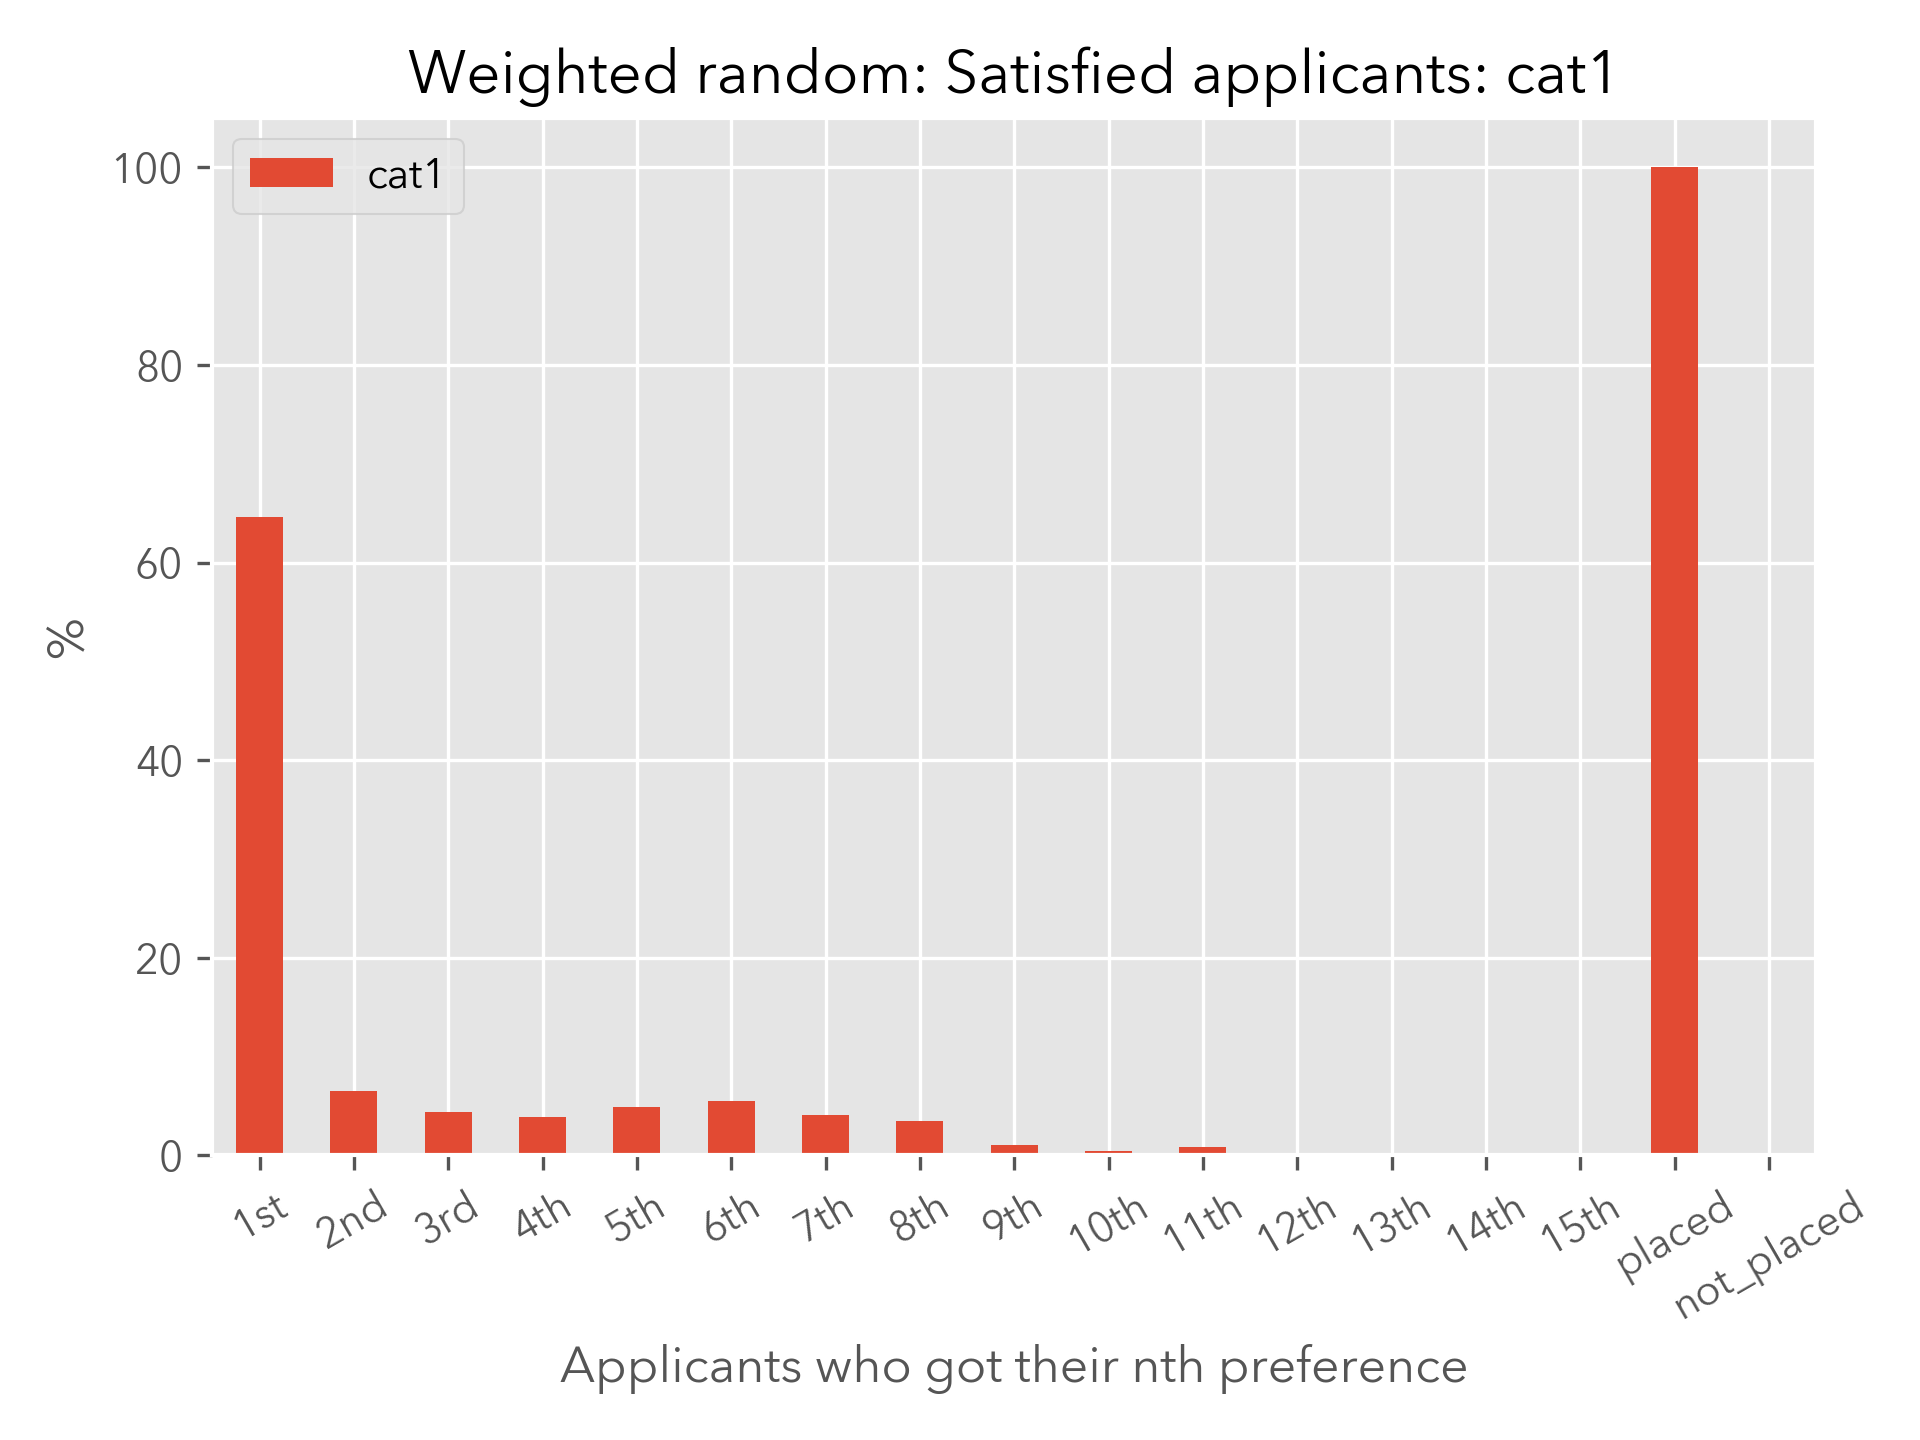 Weighted random: Satisfied applicants: cat1
cat1
100
80
60
40
20
0
%
1st 2nd 3rd 4th 5th 6th 7th 8th 9th 10th 11th 12th 13th 14th 15th placed not_placed
Applicants who got their nth preference